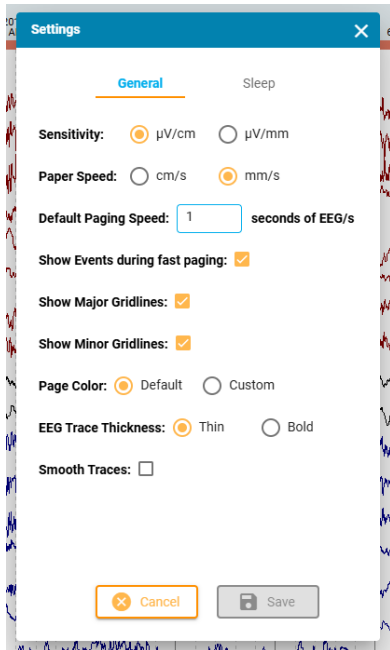 Settings
General Sleep
Sensitivity: µV/cm µV/mm
Paper Speed: cm/s mm/s
Default Paging Speed: 1 seconds of EEG/s
Show Events during fast paging:
Show Major Gridlines:
Show Minor Gridlines:
Page Color: Default Custom
EEG Trace Thickness: Thin Bold
Smooth Traces:
Cancel Save